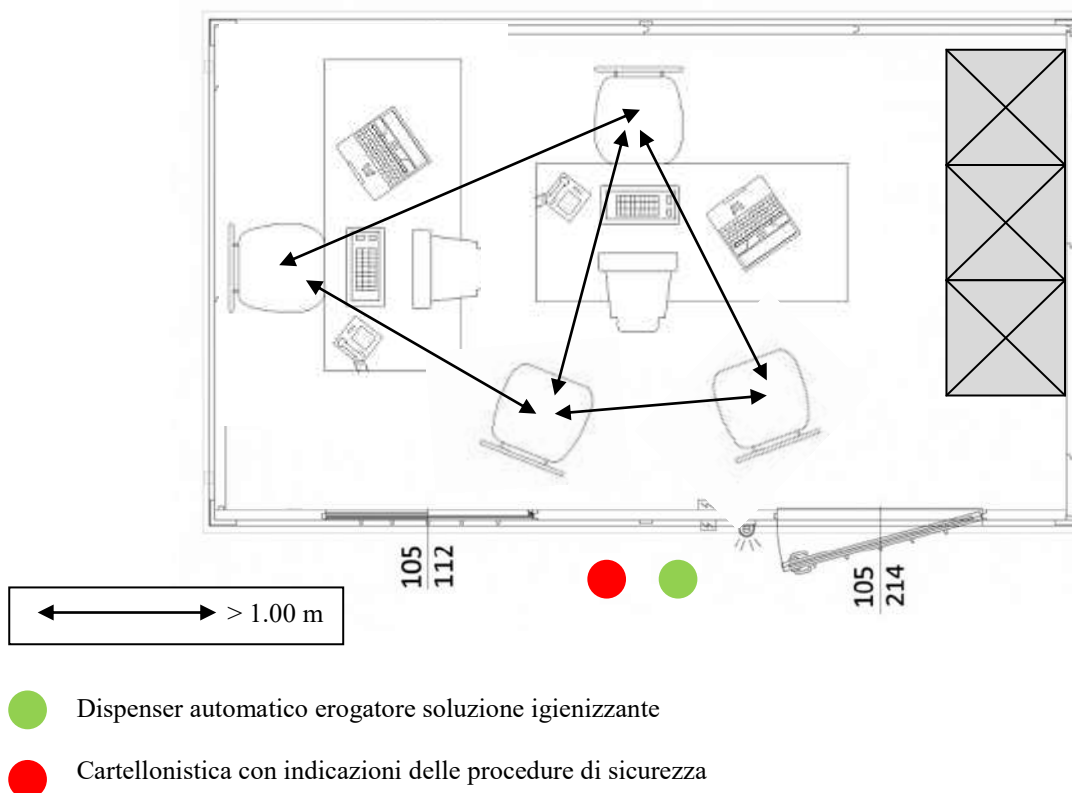 105
112
105
214
> 1.00 m
Dispenser automatico erogatore soluzione igienizzante
Cartellonistica con indicazioni delle procedure di sicurezza